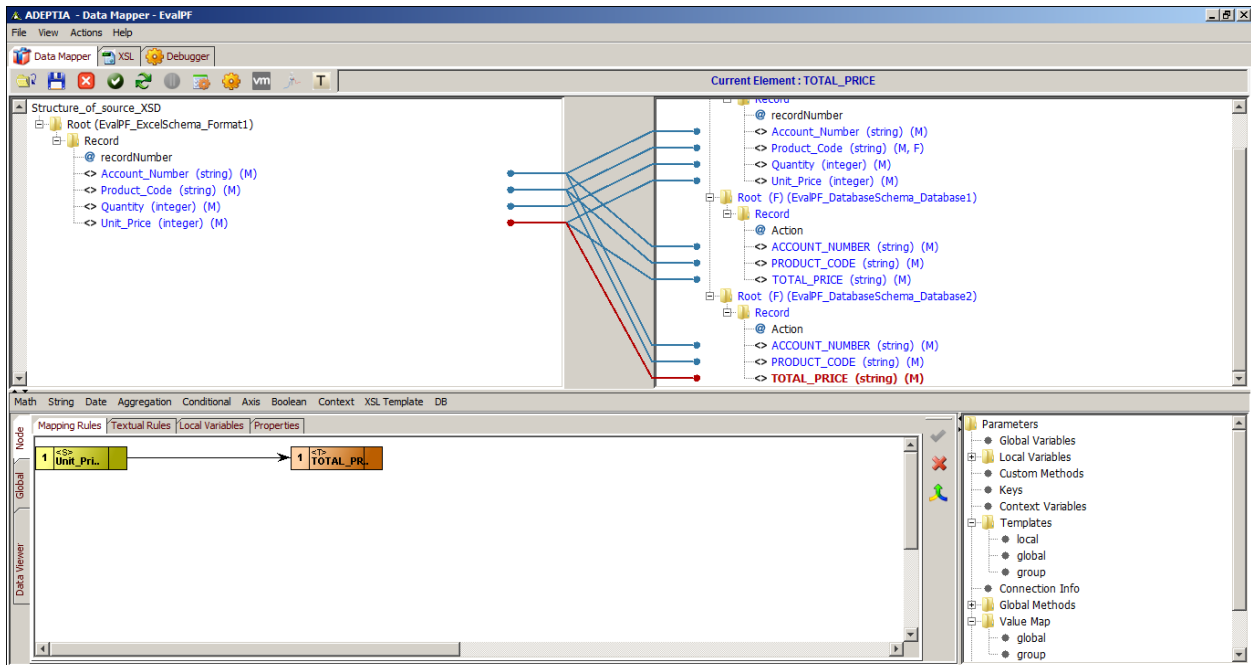 ADEPTIA - Data Mapper - EvalPF
File View Actions Help
Data Mapper XSL Debugger
vm T Current Element : TOTAL_PRICE
Structure_of_source_XSD
Root (EvalPF_ExcelSchema_Format1)
Record
@ recordNumber
<> Account_Number (string) (M)
<> Product_Code (string) (M)
<> Quantity (integer) (M)
<> Unit_Price (integer) (M)
Record
@ recordNumber
<> Account_Number (string) (M)
<> Product_Code (string) (M, F)
<> Quantity (integer) (M)
<> Unit_Price (integer) (M)
Root (F) (EvalPF_DatabaseSchema_Database1)
Record
@ Action
<> ACCOUNT_NUMBER (string) (M)
<> PRODUCT_CODE (string) (M)
<> TOTAL_PRICE (string) (M)
Root (F) (EvalPF_DatabaseSchema_Database2)
Record
@ Action
<> ACCOUNT_NUMBER (string) (M)
<> PRODUCT_CODE (string) (M)
<> TOTAL_PRICE (string) (M)
Math String Date Aggregation Conditional Axis Boolean Context XSL Template DB
Node
Global
Data Viewer
Mapping Rules Textual Rules Local Variables Properties
1 <S> Unit_Pri..
1 <T> TOTAL_PR..
Parameters
Global Variables
Local Variables
Custom Methods
Keys
Context Variables
Templates
local
global
group
Connection Info
Global Methods
Value Map
global
group